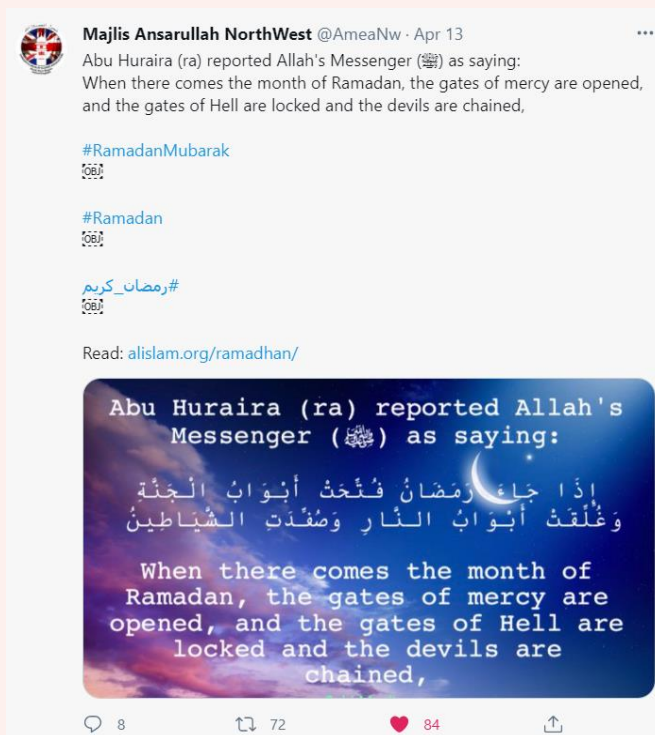 Majlis Ansarullah NorthWest @AmeaNw · Apr 13
Abu Huraira (ra) reported Allah's Messenger (ﷺ) as saying:
When there comes the month of Ramadan, the gates of mercy are opened,
and the gates of Hell are locked and the devils are chained,
#RamadanMubarak
OBJ
#Ramadan
OBJ
#رمضان_كريم
OBJ
Read: alislam.org/ramadhan/
Abu Huraira (ra) reported Allah's
Messenger (ﷺ) as saying:
إِذَا جَاءَ رَمَضَانُ فُتِّحَتْ أَبْوَابُ الْجَنَّةِ
وَغُلِّقَتْ أَبْوَابُ النَّارِ وَصُفِّدَتِ الشَّيَاطِينُ
When there comes the month of
Ramadan, the gates of mercy are
opened, and the gates of Hell are
locked and the devils are
chained,
8 72 84